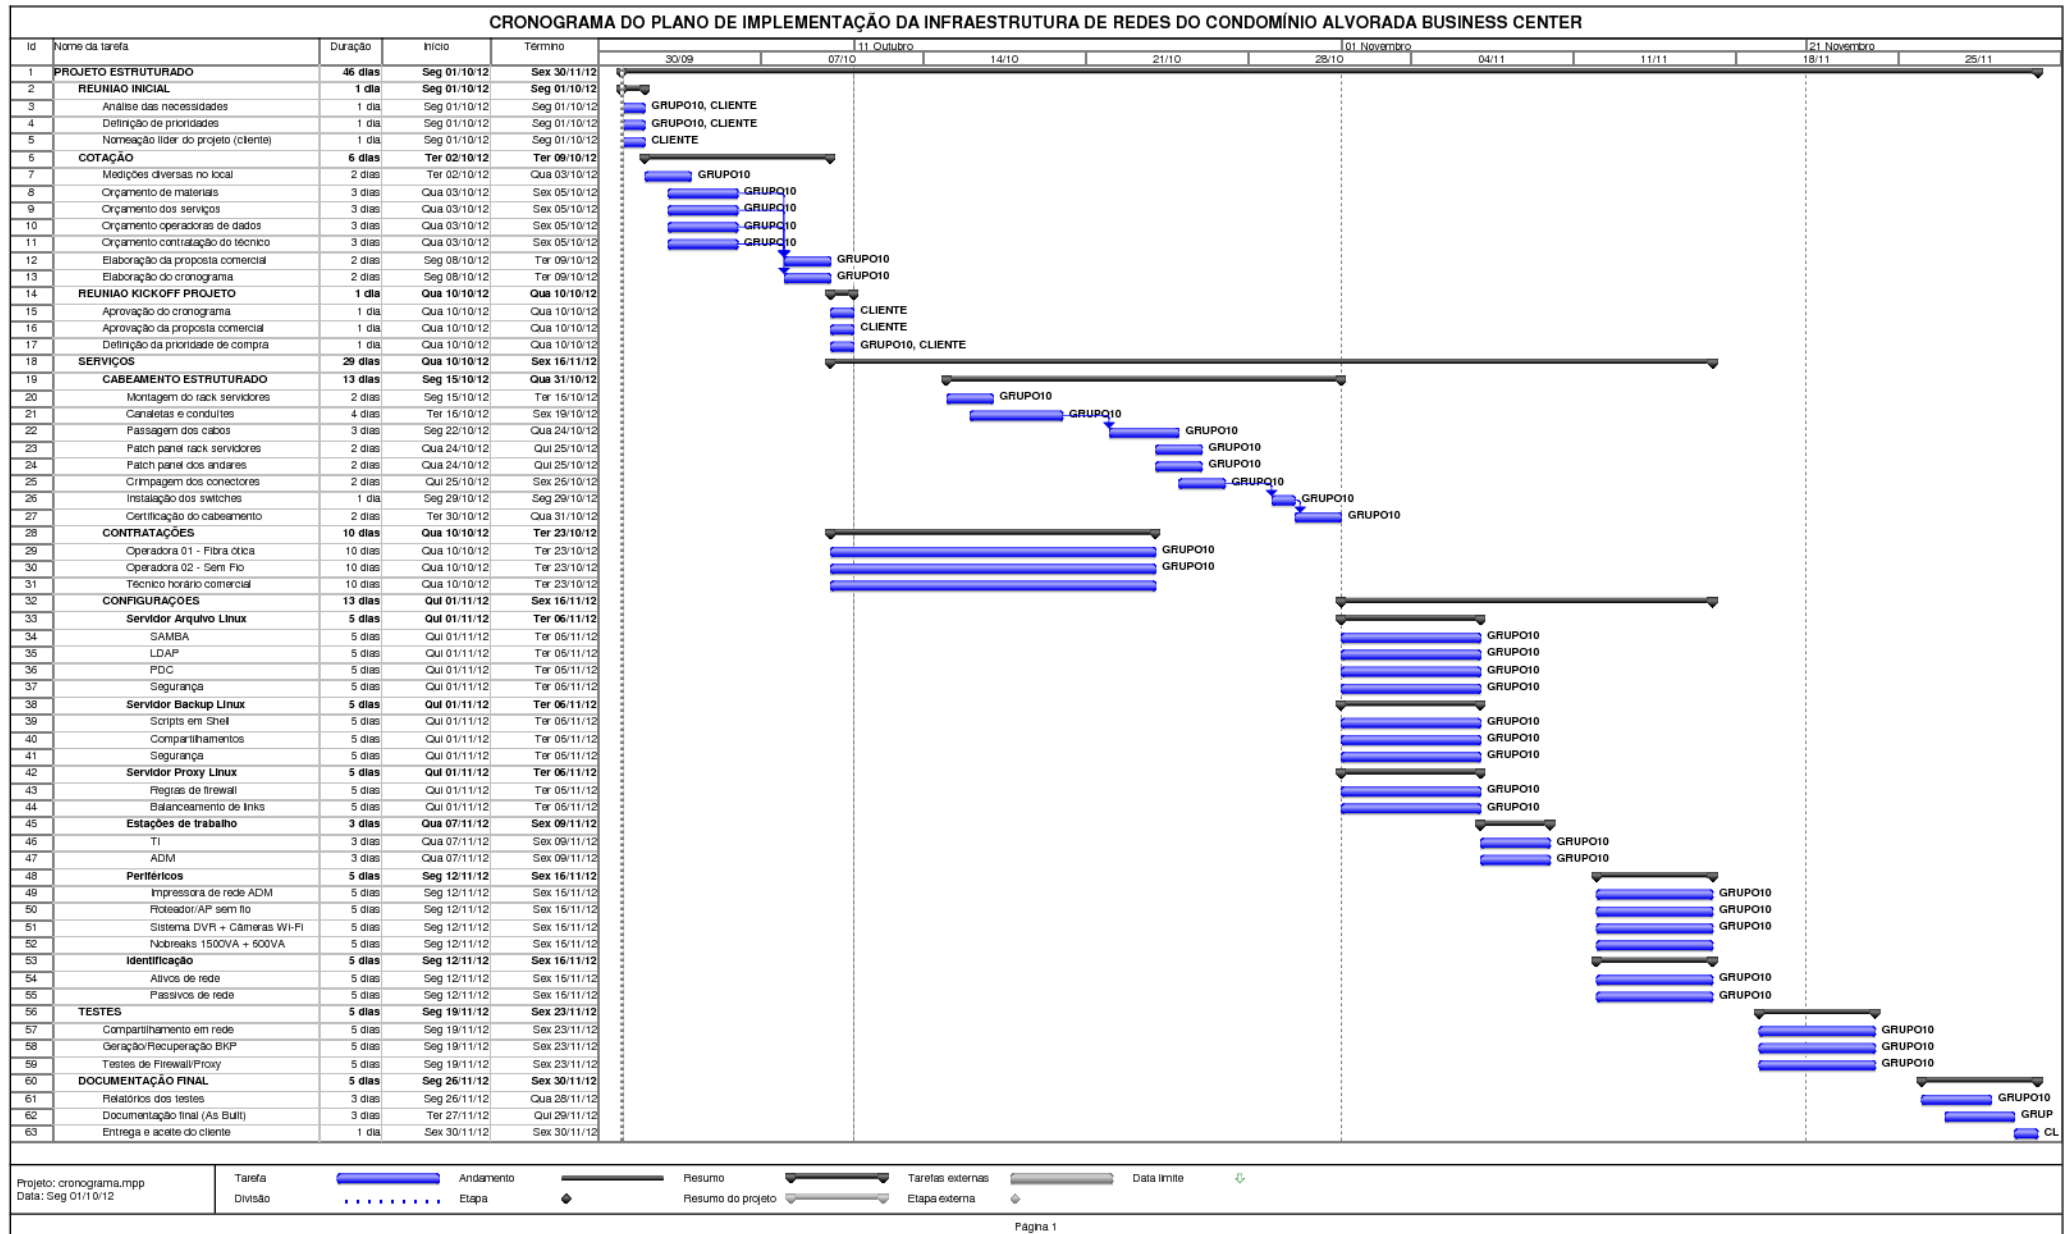 CRONOGRAMA DO PLANO DE IMPLEMENTAÇÃO DA INFRAESTRUTURA DE REDES DO CONDOMÍNIO ALVORADA BUSINESS CENTER
Id Nome da tarefa Duração Início Término 11 Outubro 01 Novembro 21 Novembro
30/09 07/10 14/10 21/10 28/10 04/11 11/11 18/11 25/11
1 PROJETO ESTRUTURADO 46 dias Seg 01/10/12 Sex 30/11/12
2 REUNIAO INICIAL 1 dia Seg 01/10/12 Seg 01/10/12
3 Análise das necessidades 1 dia Seg 01/10/12 Seg 01/10/12 GRUPO10, CLIENTE
4 Definição de prioridades 1 dia Seg 01/10/12 Seg 01/10/12 GRUPO10, CLIENTE
5 Nomeação líder do projeto (cliente) 1 dia Seg 01/10/12 Seg 01/10/12 CLIENTE
6 COTAÇÃO 6 dias Ter 02/10/12 Ter 09/10/12
7 Medições diversas no local 2 dias Ter 02/10/12 Qua 03/10/12 GRUPO10
8 Orçamento de materiais 3 dias Qua 03/10/12 Sex 05/10/12 GRUPO10
9 Orçamento dos serviços 3 dias Qua 03/10/12 Sex 05/10/12 GRUPO10
10 Orçamento operadoras de dados 3 dias Qua 03/10/12 Sex 05/10/12 GRUPO10
11 Orçamento contratação do técnico 3 dias Qua 03/10/12 Sex 05/10/12 GRUPO10
12 Elaboração da proposta comercial 2 dias Seg 08/10/12 Ter 09/10/12 GRUPO10
13 Elaboração do cronograma 2 dias Seg 08/10/12 Ter 09/10/12 GRUPO10
14 REUNIAO KICKOFF PROJETO 1 dia Qua 10/10/12 Qua 10/10/12
15 Aprovação do cronograma 1 dia Qua 10/10/12 Qua 10/10/12 CLIENTE
16 Aprovação da proposta comercial 1 dia Qua 10/10/12 Qua 10/10/12 CLIENTE
17 Definição da prioridade de compra 1 dia Qua 10/10/12 Qua 10/10/12 GRUPO10, CLIENTE
18 SERVIÇOS 29 dias Qua 10/10/12 Sex 16/11/12
19 CABEAMENTO ESTRUTURADO 13 dias Seg 15/10/12 Qua 31/10/12
20 Montagem do rack servidores 2 dias Seg 15/10/12 Ter 16/10/12 GRUPO10
21 Canaletas e conduítes 4 dias Ter 16/10/12 Sex 19/10/12 GRUPO10
22 Passagem dos cabos 3 dias Seg 22/10/12 Qua 24/10/12 GRUPO10
23 Patch panel rack servidores 2 dias Qua 24/10/12 Qui 25/10/12 GRUPO10
24 Patch panel dos andares 2 dias Qua 24/10/12 Qui 25/10/12 GRUPO10
25 Crimpagem dos conectores 2 dias Qui 25/10/12 Sex 26/10/12 GRUPO10
26 Instalação dos switches 1 dia Seg 29/10/12 Seg 29/10/12 GRUPO10
27 Certificação do cabeamento 2 dias Ter 30/10/12 Qua 31/10/12 GRUPO10
28 CONTRATAÇÕES 10 dias Qua 10/10/12 Ter 23/10/12
29 Operadora 01 - Fibra ótica 10 dias Qua 10/10/12 Ter 23/10/12 GRUPO10
30 Operadora 02 - Sem Fio 10 dias Qua 10/10/12 Ter 23/10/12 GRUPO10
31 Técnico horário comercial 10 dias Qua 10/10/12 Ter 23/10/12
32 CONFIGURAÇOES 13 dias Qui 01/11/12 Sex 16/11/12
33 Servidor Arquivo Linux 5 dias Qui 01/11/12 Ter 06/11/12
34 SAMBA 5 dias Qui 01/11/12 Ter 06/11/12 GRUPO10
35 LDAP 5 dias Qui 01/11/12 Ter 06/11/12 GRUPO10
36 PDC 5 dias Qui 01/11/12 Ter 06/11/12 GRUPO10
37 Segurança 5 dias Qui 01/11/12 Ter 06/11/12 GRUPO10
38 Servidor Backup Linux 5 dias Qui 01/11/12 Ter 06/11/12
39 Scripts em Shell 5 dias Qui 01/11/12 Ter 06/11/12 GRUPO10
40 Compartilhamentos 5 dias Qui 01/11/12 Ter 06/11/12 GRUPO10
41 Segurança 5 dias Qui 01/11/12 Ter 06/11/12 GRUPO10
42 Servidor Proxy Linux 5 dias Qui 01/11/12 Ter 06/11/12
43 Regras de firewall 5 dias Qui 01/11/12 Ter 06/11/12 GRUPO10
44 Balanceamento de links 5 dias Qui 01/11/12 Ter 06/11/12 GRUPO10
45 Estações de trabalho 3 dias Qua 07/11/12 Sex 09/11/12
46 TI 3 dias Qua 07/11/12 Sex 09/11/12 GRUPO10
47 ADM 3 dias Qua 07/11/12 Sex 09/11/12 GRUPO10
48 Periféricos 5 dias Seg 12/11/12 Sex 16/11/12
49 Impressora de rede ADM 5 dias Seg 12/11/12 Sex 16/11/12 GRUPO10
50 Roteador/AP sem fio 5 dias Seg 12/11/12 Sex 16/11/12 GRUPO10
51 Sistema DVR + Câmeras Wi-Fi 5 dias Seg 12/11/12 Sex 16/11/12 GRUPO10
52 Nobreaks 1500VA + 600VA 5 dias Seg 12/11/12 Sex 16/11/12
53 Identificação 5 dias Seg 12/11/12 Sex 16/11/12
54 Ativos de rede 5 dias Seg 12/11/12 Sex 16/11/12 GRUPO10
55 Passivos de rede 5 dias Seg 12/11/12 Sex 16/11/12 GRUPO10
56 TESTES 5 dias Seg 19/11/12 Sex 23/11/12
57 Compartilhamento em rede 5 dias Seg 19/11/12 Sex 23/11/12 GRUPO10
58 Geração/Recuperação BKP 5 dias Seg 19/11/12 Sex 23/11/12 GRUPO10
59 Testes de Firewall/Proxy 5 dias Seg 19/11/12 Sex 23/11/12 GRUPO10
60 DOCUMENTAÇÃO FINAL 5 dias Seg 26/11/12 Sex 30/11/12
61 Relatórios dos testes 3 dias Seg 26/11/12 Qua 28/11/12 GRUPO10
62 Documentação final (As Built) 3 dias Ter 27/11/12 Qui 29/11/12 GRUP
63 Entrega e aceite do cliente 1 dia Sex 30/11/12 Sex 30/11/12 CL
Projeto: cronograma.mpp
Data: Seg 01/10/12
Tarefa Andamento Resumo Tarefas externas Data limite
Divisão Etapa Resumo do projeto Etapa externa
Página 1